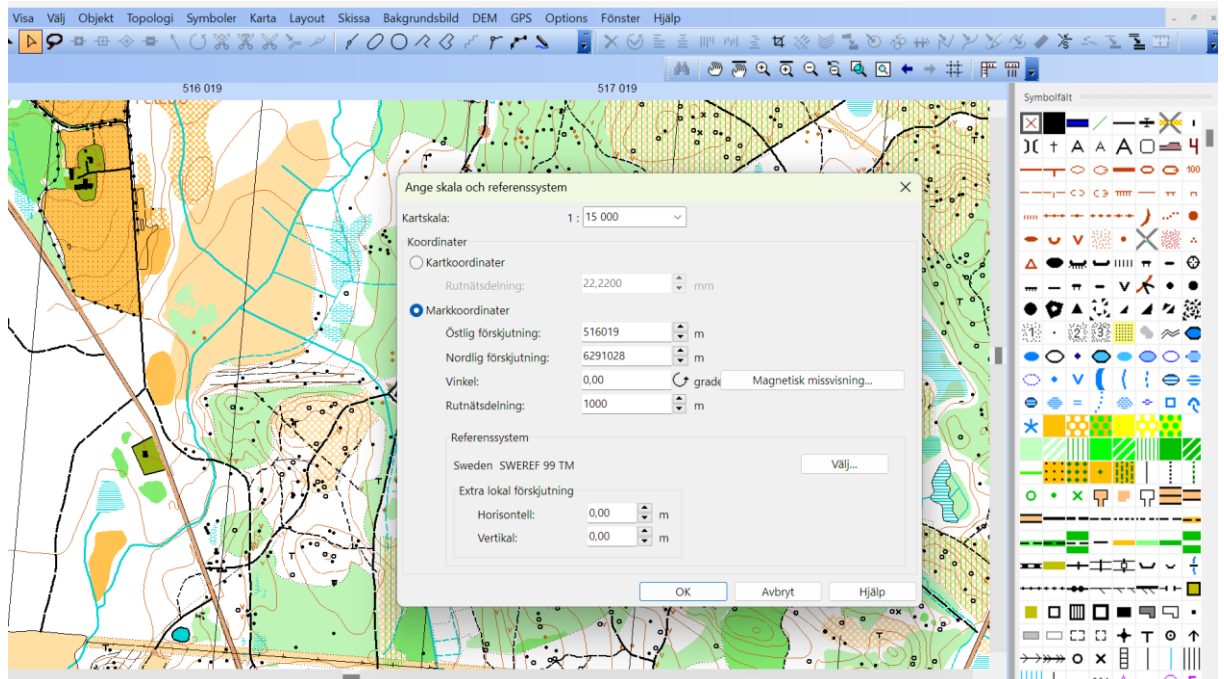 Visa Välj Objekt Topologi Symboler Karta Layout Skissa Bakgrundsbild DEM GPS Options Fönster Hjälp
516 019 517 019
Symbolfält
Ange skala och referenssystem
Kartskala: 1 : 15 000
Koordinater
Kartkoordinater
Rutnätsdelning: 22,2200 mm
Markkoordinater
Östlig förskjutning: 516019 m
Nordlig förskjutning: 6291028 m
Vinkel: 0,00 grade Magnetisk missvisning...
Rutnätsdelning: 1000 m
Referenssystem
Sweden SWEREF 99 TM Välj...
Extra lokal förskjutning
Horisontell: 0,00 m
Vertikal: 0,00 m
OK Avbryt Hjälp